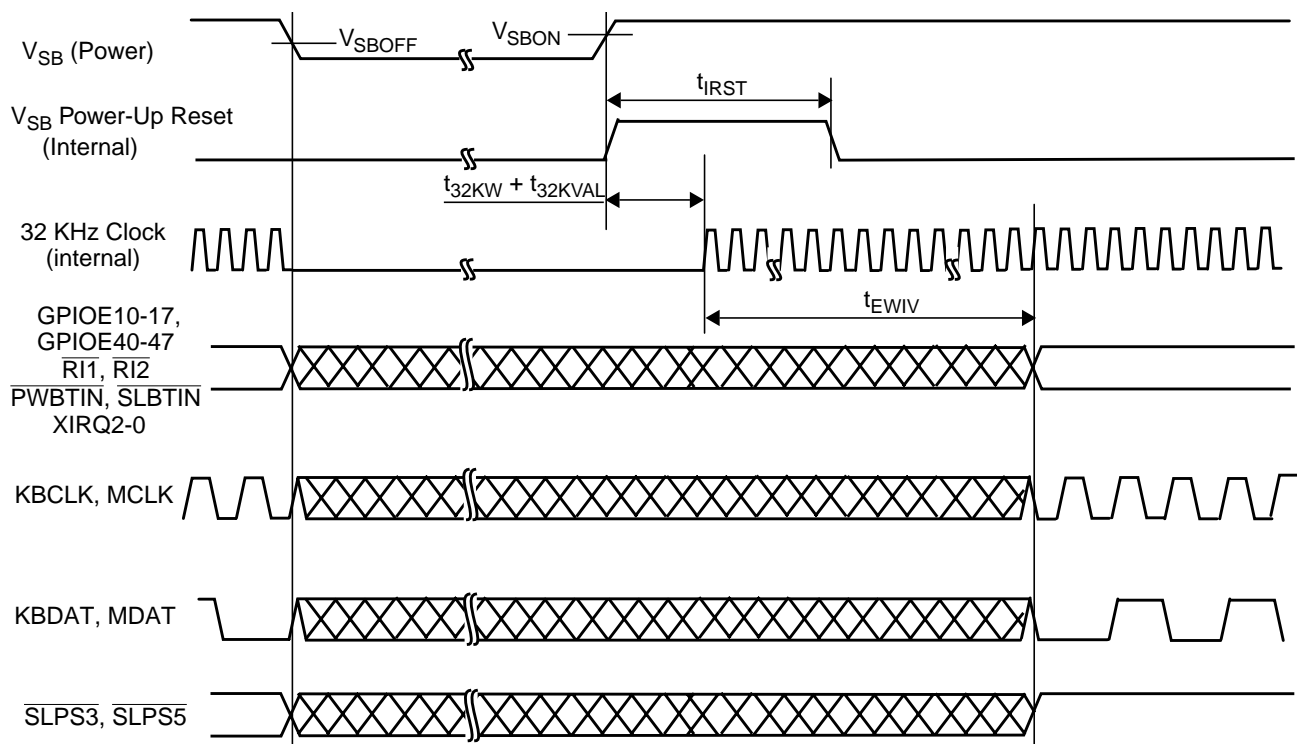 V_SB (Power)
V_SBOFF
V_SBON
t_IRST
V_SB Power-Up Reset
(Internal)
t_32KW + t_32KVAL
32 KHz Clock
(internal)
t_EWIV
GPIOE10-17,
GPIOE40-47
RI1, RI2
PWBTIN, SLBTIN
XIRQ2-0
KBCLK, MCLK
KBDAT, MDAT
SLPS3, SLPS5